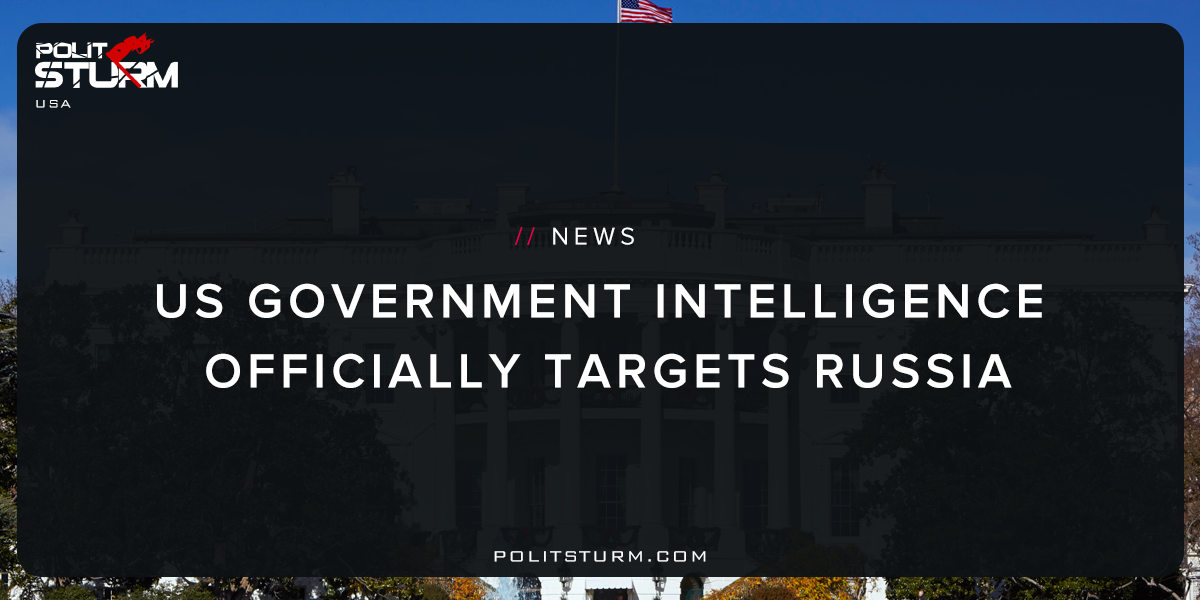 POLIT
STURM
USA
// NEWS
US GOVERNMENT INTELLIGENCE
OFFICIALLY TARGETS RUSSIA
POLITSTURM.COM